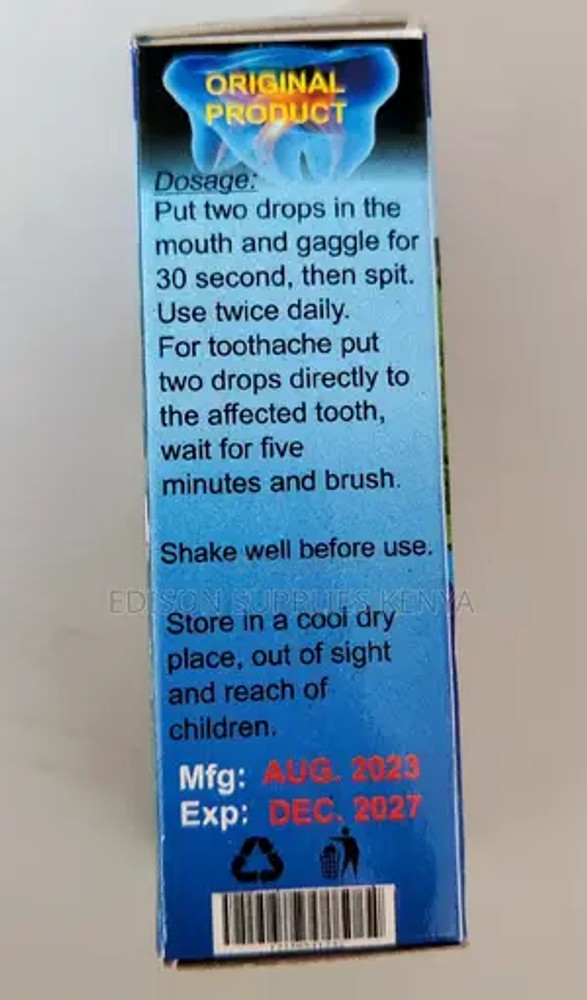 ORIGINAL
PRODUCT
Dosage:
Put two drops in the
mouth and gaggle for
30 second, then spit.
Use twice daily.
For toothache put
two drops directly to
the affected tooth,
wait for five
minutes and brush.
Shake well before use.
EDISON SUPPLIES KENYA
Store in a cool dry
place, out of sight
and reach of
children.
Mfg: AUG. 2023
Exp: DEC. 2027